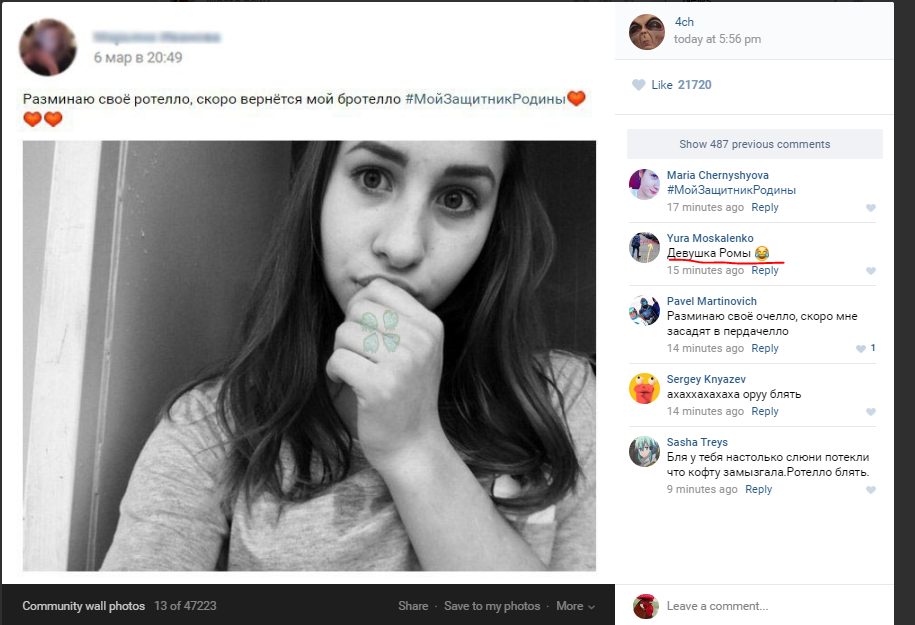 6 мар в 20:49
Разминаю своё ротелло, скоро вернётся мой бротелло #МойЗащитникРодины
Community wall photos 13 of 47223
Share · Save to my photos · More
4ch
today at 5:56 pm
Like 21720
Show 487 previous comments
Maria Chernyshyova
#МойЗащитникРодины
17 minutes ago Reply
Yura Moskalenko
Девушка Ромы 😂
15 minutes ago Reply
Pavel Martinovich
Разминаю своё очелло, скоро мне
засадят в пердачелло
14 minutes ago Reply 1
Sergey Knyazev
ахаххахахаха оруу блять
14 minutes ago Reply
Sasha Treys
Бля у тебя настолько слюни потекли
что кофту замызгала.Ротелло блять.
9 minutes ago Reply
Leave a comment...